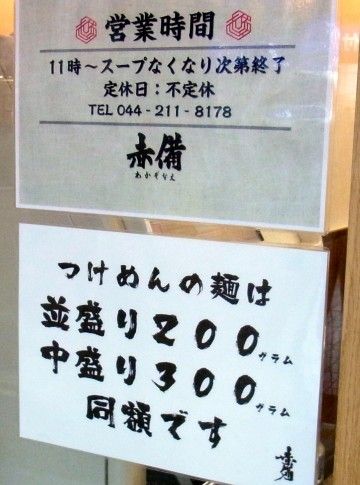 営業時間
11時～スープなくなり次第終了
定休日：不定休
TEL 044-211-8178
赤備
あかぞなえ
つけめんの麺は
並盛り200グラム
中盛り300グラム
同額です
赤備